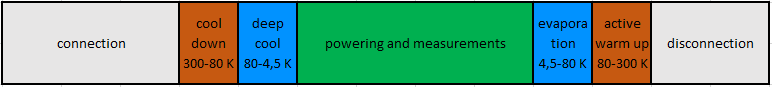 connection
cool
down
300-80 K
deep
cool
80-4,5 K
powering and measurements
evapora
tion
4,5-80 K
active
warm up
80-300 K
disconnection